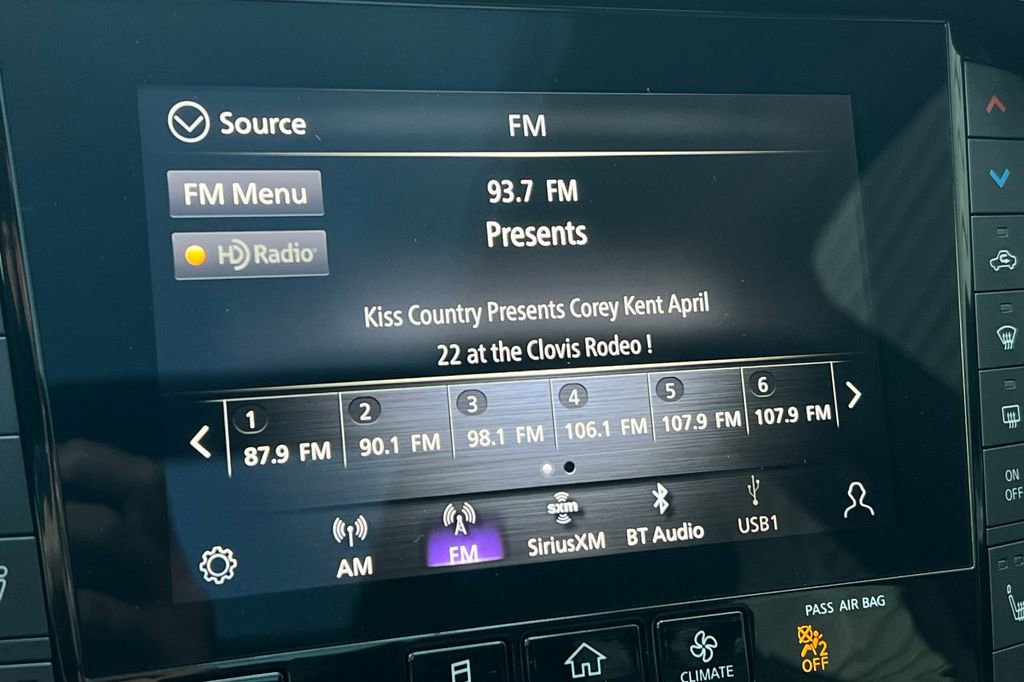 Source
FM
FM Menu
93.7 FM
HD Radio
Presents
Kiss Country Presents Corey Kent April
22 at the Clovis Rodeo !
1 2 3 4 5 6
87.9 FM 90.1 FM 98.1 FM 106.1 FM 107.9 FM 107.9 FM
sxm
AM FM SiriusXM BT Audio USB1
ON
OFF
PASS AIR BAG
2
OFF
CLIMATE